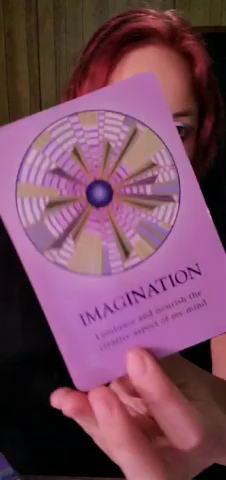 IMAGINATION
I embrace and nourish the
creative aspect of my mind